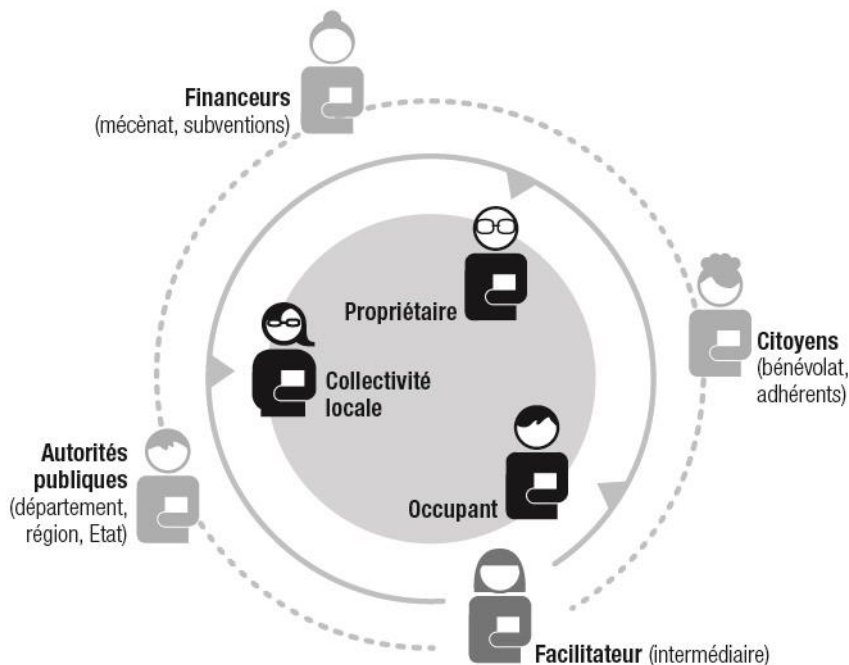 Financeurs
(mécènat, subventions)
Propriétaire
Collectivité
locale
Citoyens
(bénévolat,
adhérents)
Autorités
publiques
(département,
région, Etat)
Occupant
Facilitateur (intermédiaire)